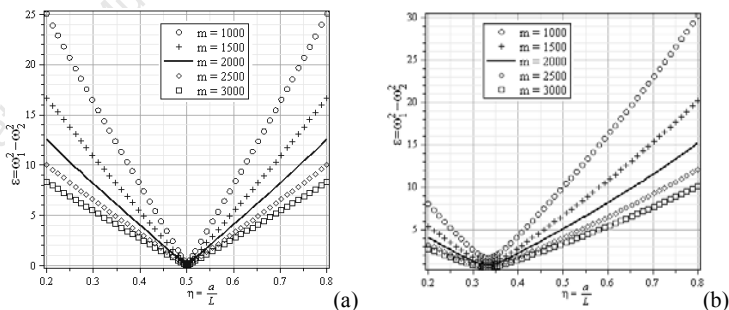 25
20
15
10
5
0
ε=ω₁²−ω₂²
m = 1000
m = 1500
m = 2000
m = 2500
m = 3000
0.2 0.3 0.4 0.5 0.6 0.7 0.8
η = a/L
(a)
30
25
20
15
10
5
ε=ω₁²−ω₂²
m = 1000
m = 1500
m = 2000
m = 2500
m = 3000
0.2 0.3 0.4 0.5 0.6 0.7 0.8
η = a/L
(b)